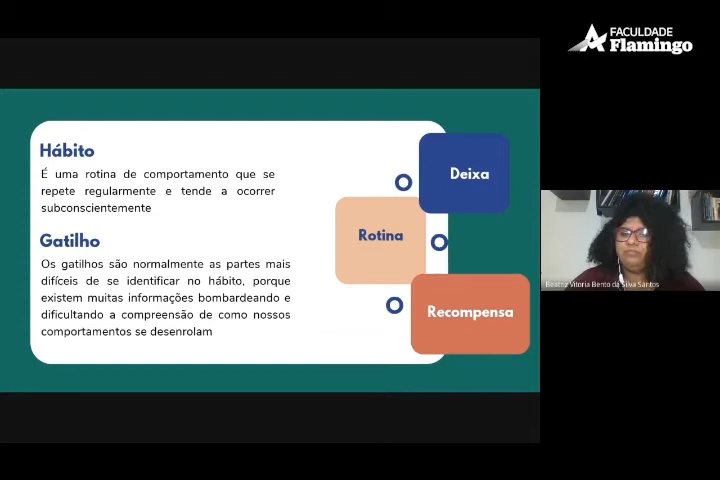 FACULDADE
Flamingo
Hábito
É uma rotina de comportamento que se
repete regularmente e tende a ocorrer
subconscientemente
Gatilho
Os gatilhos são normalmente as partes mais
difíceis de se identificar no hábito, porque
existem muitas informações bombardeando e
dificultando a compreensão de como nossos
comportamentos se desenrolam
Deixa
Rotina
Recompensa
Beatriz Vitoria Bento da Silva Santos